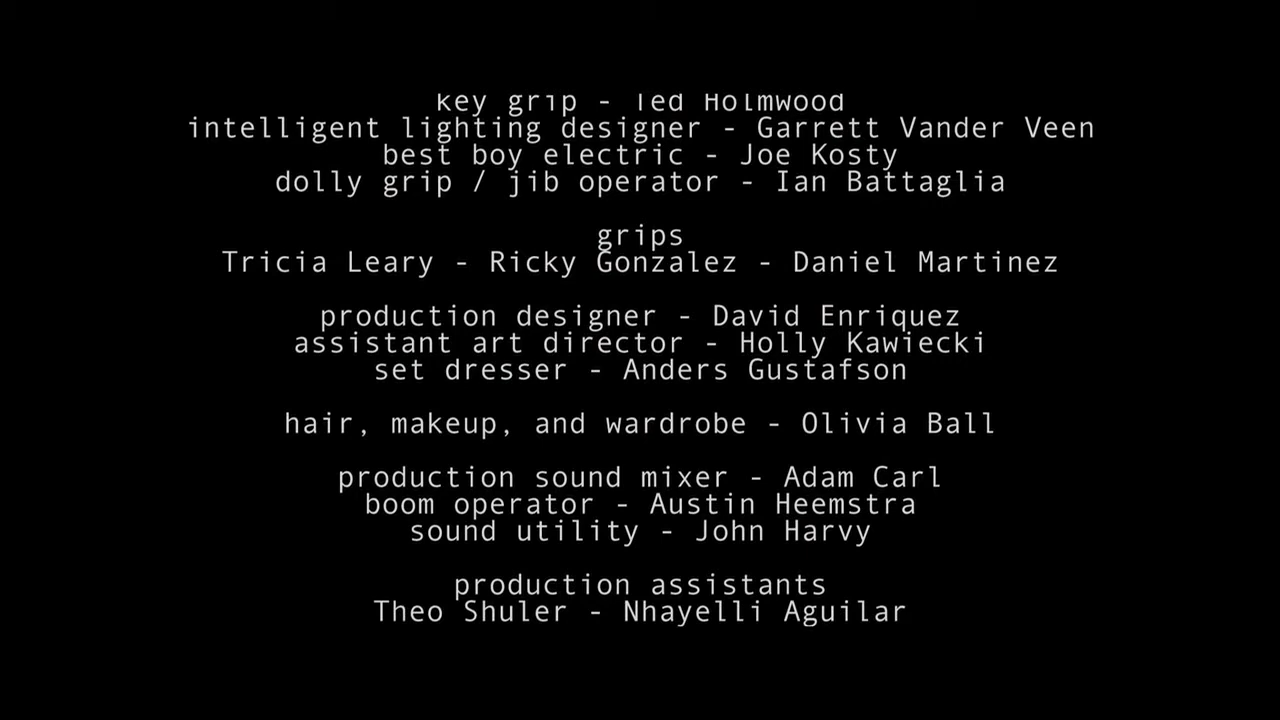 key grip - Ted Holmwood
intelligent lighting designer - Garrett Vander Veen
best boy electric - Joe Kosty
dolly grip / jib operator - Ian Battaglia
grips
Tricia Leary - Ricky Gonzalez - Daniel Martinez
production designer - David Enriquez
assistant art director - Holly Kawiecki
set dresser - Anders Gustafson
hair, makeup, and wardrobe - Olivia Ball
production sound mixer - Adam Carl
boom operator - Austin Heemstra
sound utility - John Harvy
production assistants
Theo Shuler - Nhayelli Aguilar